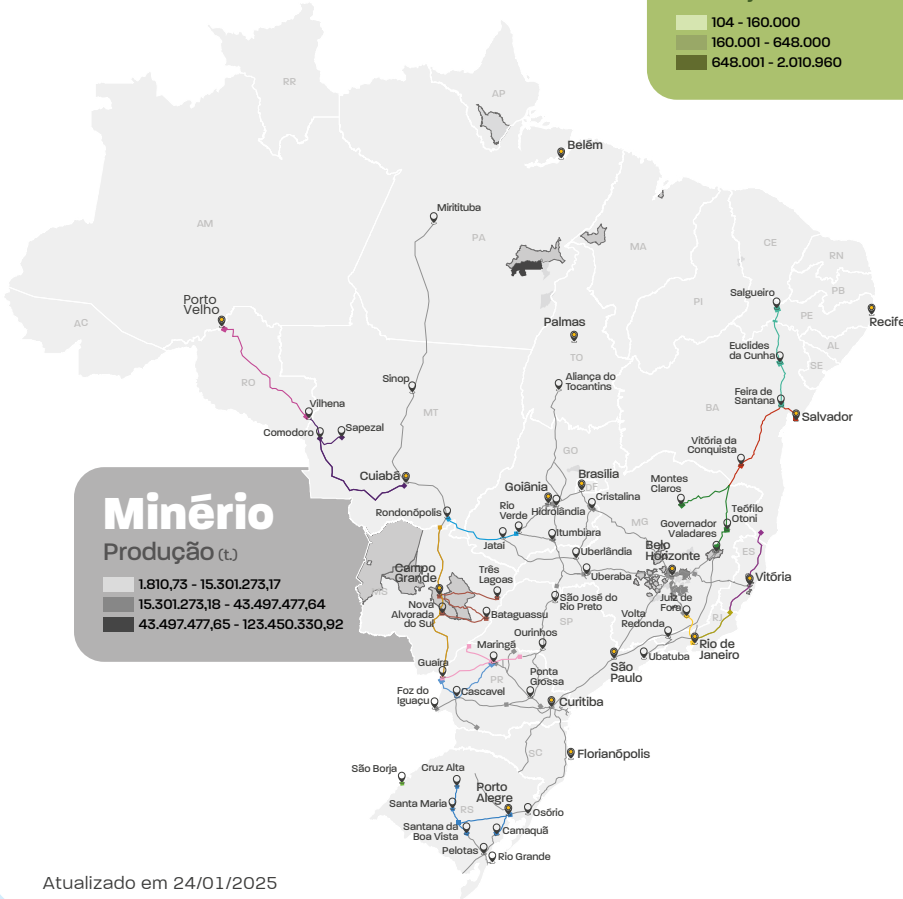 104 - 160.000
160.001 - 648.000
648.001 - 2.010.960
RR
AP
Belém
Miritituba
AM
PA
MA
CE
RN
PB
PI
PE
AL
SE
Salgueiro
Recife
Porto
Velho
AC
Palmas
Euclides
da Cunha
TO
RO
Sinop
Aliança do
Tocantins
MT
BA
Feira de
Santana
Salvador
Vilhena
Comodoro
Sapezal
Vitória da
Conquista
GO
Cuiabá
Brasília
DF
Goiânia
Montes
Claros
Cristalina
Rio
Verde
Hidrolândia
Rondonópolis
Teófilo
Otoni
MG
Governador
Valadares
Jataí
Itumbiara
Belo
Horizonte
ES
Uberlândia
Minério
Produção (t.)
1.810,73 - 15.301.273,17
15.301.273,18 - 43.497.477,64
43.497.477,65 - 123.450.330,92
MS
Campo
Grande
Três
Lagoas
Uberaba
Vitória
Nova
Alvorada
do Sul
Bataguassu
São José do
Rio Preto
Juiz de
Fora
RJ
Volta
Redonda
SP
Ourinhos
Maringá
Rio de
Janeiro
Guaíra
São
Paulo
Ubatuba
PR
Ponta
Grossa
Foz do
Iguaçu
Cascavel
Curitiba
SC
Florianópolis
São Borja
Cruz Alta
Porto
Alegre
Santa Maria
RS
Osório
Santana da
Boa Vista
Camaquã
Pelotas
Rio Grande
Atualizado em 24/01/2025